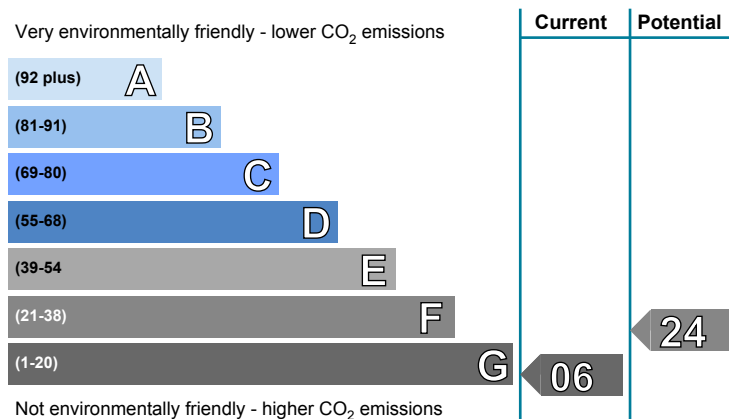 Current Potential
Very environmentally friendly - lower CO₂ emissions
(92 plus) A
(81-91) B
(69-80) C
(55-68) D
(39-54 E
(21-38) F
24
(1-20) G
06
Not environmentally friendly - higher CO₂ emissions